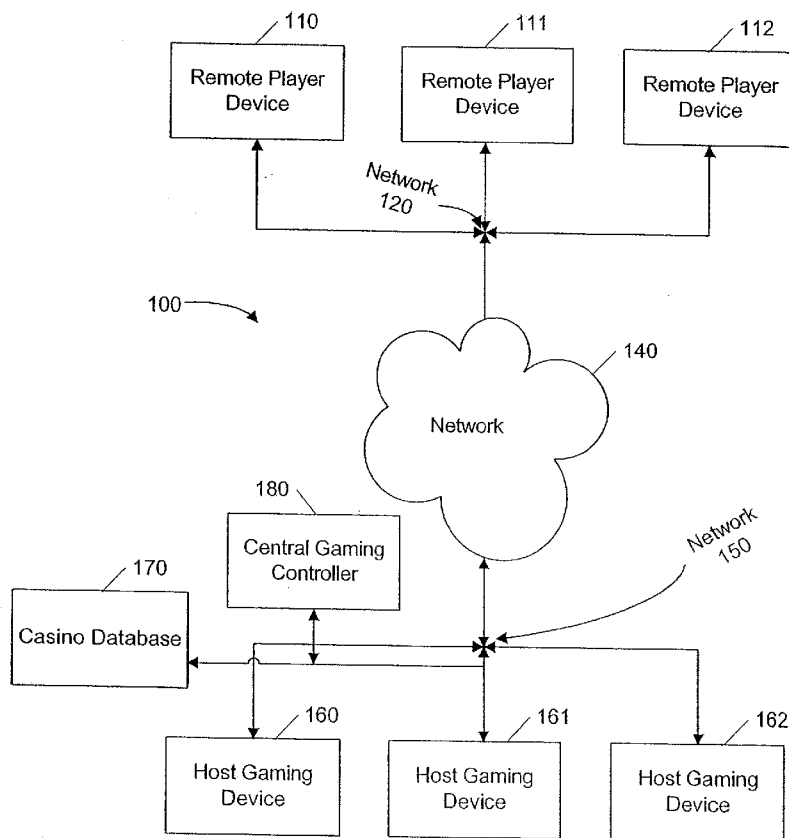 110
111
112
Remote Player
Device
Remote Player
Device
Remote Player
Device
Network
120
100
140
Network
180
Central Gaming
Controller
Network
150
170
Casino Database
160
161
162
Host Gaming
Device
Host Gaming
Device
Host Gaming
Device